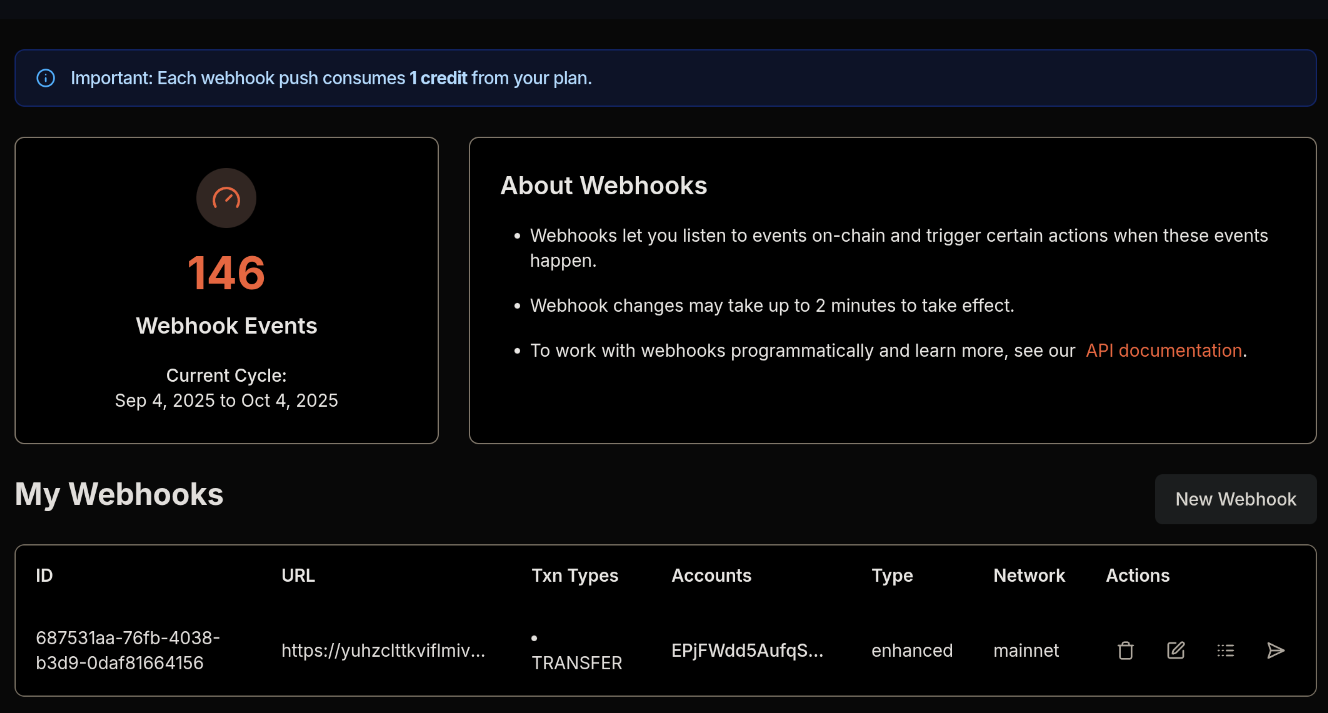 Important: Each webhook push consumes 1 credit from your plan.
146
Webhook Events
Current Cycle:
Sep 4, 2025 to Oct 4, 2025
About Webhooks
• Webhooks let you listen to events on-chain and trigger certain actions when these events
happen.
• Webhook changes may take up to 2 minutes to take effect.
• To work with webhooks programmatically and learn more, see our API documentation.
My Webhooks
New Webhook
ID URL Txn Types Accounts Type Network Actions
687531aa-76fb-4038-
b3d9-0daf81664156
https://yuhzclttkviflmiv...
•
TRANSFER
EPjFWdd5AufqS...
enhanced
mainnet